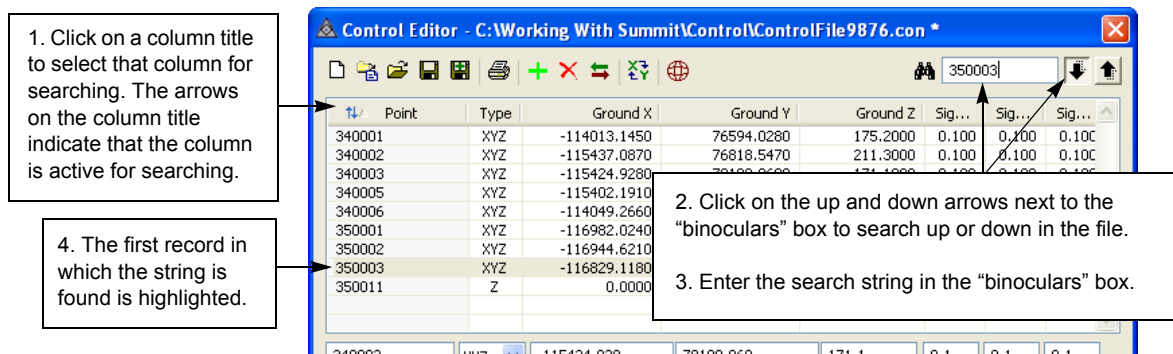 1. Click on a column title
to select that column for
searching. The arrows
on the column title
indicate that the column
is active for searching.
4. The first record in
which the string is
found is highlighted.
Control Editor - C:\Working With Summit\Control\ControlFile9876.con *
350003
Point Type Ground X Ground Y Ground Z Sig... Sig... Sig...
340001 XYZ -114013.1450 76594.0280 175.2000 0.100 0.100 0.100
340002 XYZ -115437.0870 76818.5470 211.3000 0.100 0.100 0.100
340003 XYZ -115424.9280
340005 XYZ -115402.1910
340006 XYZ -114049.2660
350001 XYZ -116982.0240
350002 XYZ -116944.6210
350003 XYZ -116829.1180
350011 Z 0.0000
2. Click on the up and down arrows next to the
“binoculars” box to search up or down in the file.
3. Enter the search string in the “binoculars” box.